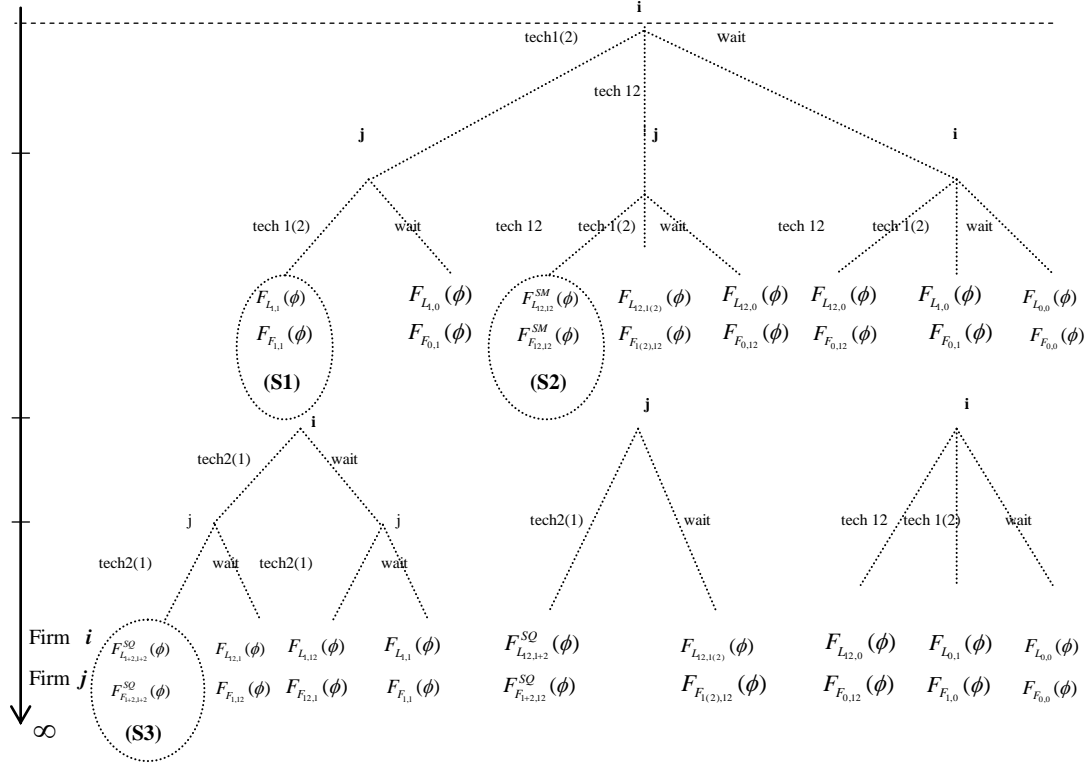 i
tech1(2) wait
tech 12
j j i
tech 1(2) wait tech 12 tech 1(2) wait tech 12 tech 1(2) wait
F_{L_{1,1}}(ϕ) F_{L_{1,0}}(ϕ) F^{SM}_{L_{12,12}}(ϕ) F_{L_{12,1(2)}}(ϕ) F_{L_{12,0}}(ϕ) F_{L_{12,0}}(ϕ) F_{L_{1,0}}(ϕ) F_{L_{0,0}}(ϕ)
F_{F_{1,1}}(ϕ) F_{F_{0,1}}(ϕ) F^{SM}_{F_{12,12}}(ϕ) F_{F_{1(2),12}}(ϕ) F_{F_{0,12}}(ϕ) F_{F_{0,12}}(ϕ) F_{F_{0,1}}(ϕ) F_{F_{0,0}}(ϕ)
(S1) (S2)
i j i
tech2(1) wait
j j tech2(1) wait tech 12 tech 1(2) wait
tech2(1) wait tech2(1) wait
Firm i F^{SQ}_{L_{1+2,1+2}}(ϕ) F_{L_{12,1}}(ϕ) F_{L_{1,12}}(ϕ) F_{L_{1,1}}(ϕ) F^{SQ}_{L_{12,1+2}}(ϕ) F_{L_{12,1(2)}}(ϕ) F_{L_{12,0}}(ϕ) F_{L_{0,1}}(ϕ) F_{L_{0,0}}(ϕ)
Firm j F^{SQ}_{F_{1+2,1+2}}(ϕ) F_{F_{1,12}}(ϕ) F_{F_{12,1}}(ϕ) F_{F_{1,1}}(ϕ) F^{SQ}_{F_{1+2,12}}(ϕ) F_{F_{1(2),12}}(ϕ) F_{F_{0,12}}(ϕ) F_{F_{1,0}}(ϕ) F_{F_{0,0}}(ϕ)
∞ (S3)